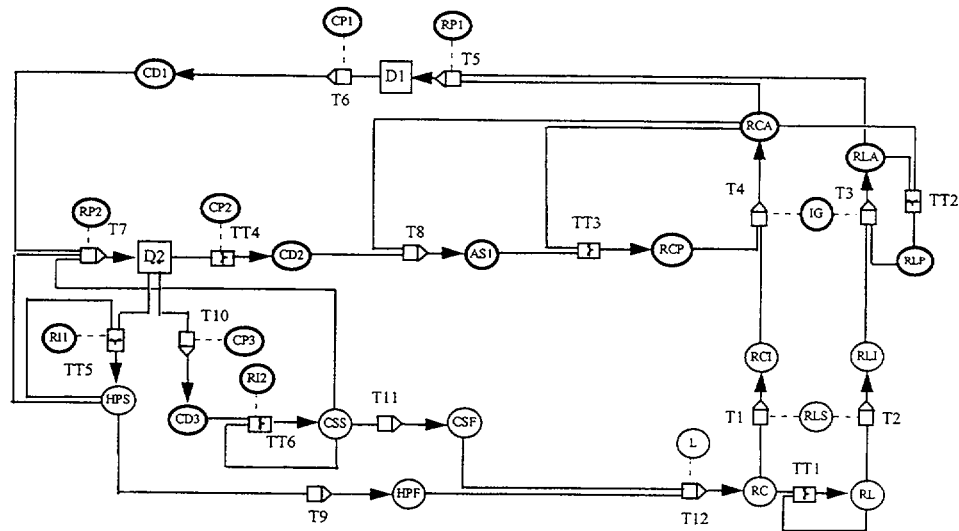 CP1
RP1
CD1
T6
D1
T5
RCA
RLA
RP2
T7
CP2
TT4
T8
TT3
T4
IG
T3
TT2
D2
CD2
AS1
RCP
RLP
RI1
TT5
T10
CP3
RCI
RLI
HPS
CD3
RI2
TT6
CSS
T11
CSF
T1
RLS
T2
L
TT1
T9
HPF
T12
RC
RL